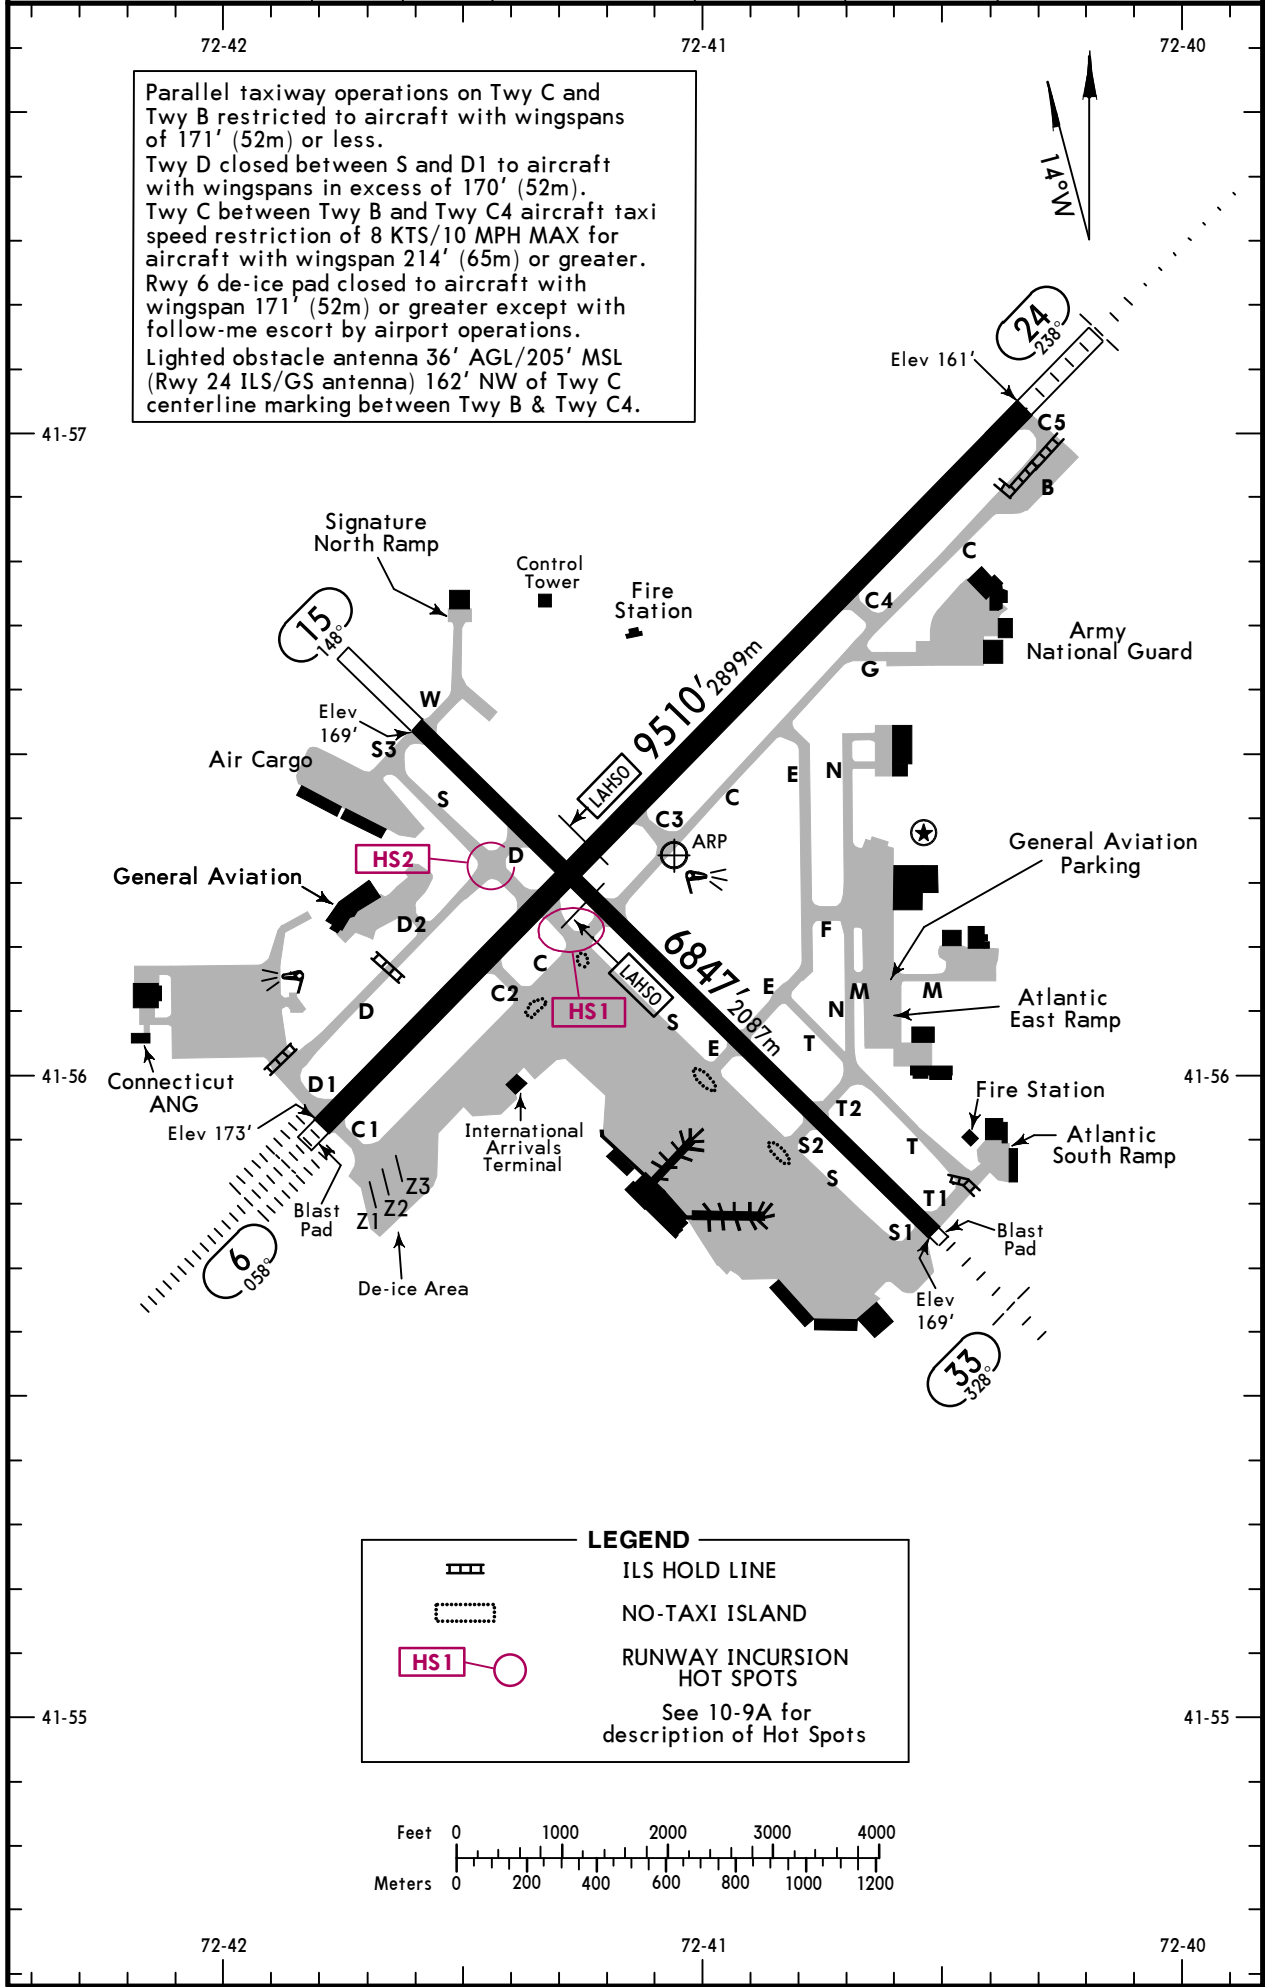 72-42
72-41
72-40
Parallel taxiway operations on Twy C and
Twy B restricted to aircraft with wingspans
of 171' (52m) or less.
Twy D closed between S and D1 to aircraft
with wingspans in excess of 170' (52m).
Twy C between Twy B and Twy C4 aircraft taxi
speed restriction of 8 KTS/10 MPH MAX for
aircraft with wingspan 214' (65m) or greater.
Rwy 6 de-ice pad closed to aircraft with
wingspan 171' (52m) or greater except with
follow-me escort by airport operations.
Lighted obstacle antenna 36' AGL/205' MSL
(Rwy 24 ILS/GS antenna) 162' NW of Twy C
centerline marking between Twy B & Twy C4.
14°W
24
238°
Elev 161'
C5
41-57
41-57
B
Signature
North Ramp
Control
Tower
Fire
Station
C
C4
15
148°
Army
National Guard
G
W
9510' 2899m
Elev
169'
S3
Air Cargo
LAHSO
E
N
S
C
C3
ARP
HS2
D
General Aviation
Parking
General Aviation
D2
F
6847' 2087m
C
LAHSO
C2
E
M
M
HS1
N
D
S
Atlantic
East Ramp
T
E
41-56
Connecticut
ANG
D1
T2
Fire Station
Elev 173'
C1
International
Arrivals
Terminal
S2
T
Atlantic
South Ramp
Z3
Z2
Z1
S
T1
Blast
Pad
S1
Blast
Pad
6
058°
De-ice Area
Elev
169'
33
328°
LEGEND
ILS HOLD LINE
NO-TAXI ISLAND
HS1
RUNWAY INCURSION
HOT SPOTS
See 10-9A for
description of Hot Spots
41-55
41-55
Feet 0 1000 2000 3000 4000
Meters 0 200 400 600 800 1000 1200
72-42
72-41
72-40